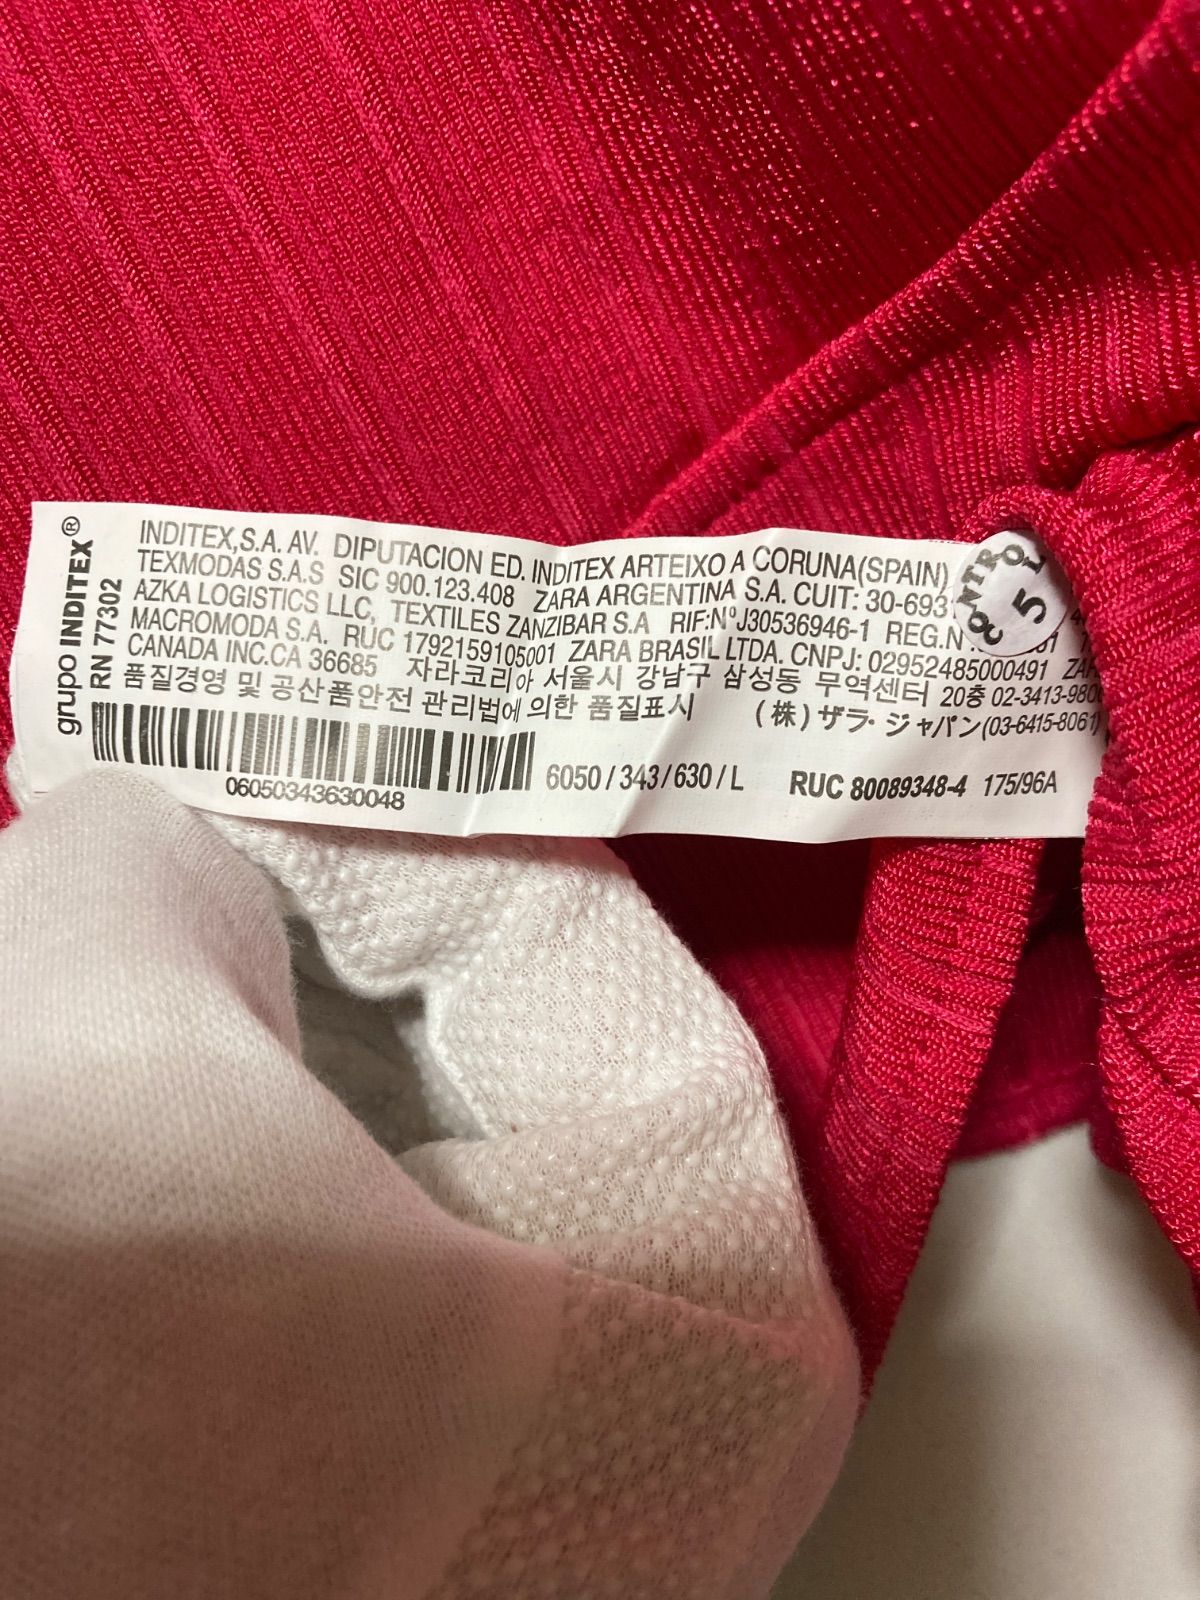 grupo INDITEX®
RN 77302
INDITEX,S.A. AV. DIPUTACION ED. INDITEX ARTEIXO A CORUNA(SPAIN)
TEXMODAS S.A.S SIC 900.123.408 ZARA ARGENTINA S.A. CUIT: 30-693
AZKA LOGISTICS LLC, TEXTILES ZANZIBAR S.A RIF:NºJ30536946-1 REG.N
MACROMODA S.A. RUC 1792159105001 ZARA BRASIL LTDA. CNPJ: 02952485000491 ZAR
CANADA INC.CA 36685 자라코리아 서울시 강남구 삼성동 무역센터 20층 02-3413-980
품질경영 및 공산품안전 관리법에 의한 품질표시 (株)ザラ・ジャパン(03-6415-8061)
06050343630048
6050/343/630/L RUC 80089348-4 175/96A
CONTROL
5